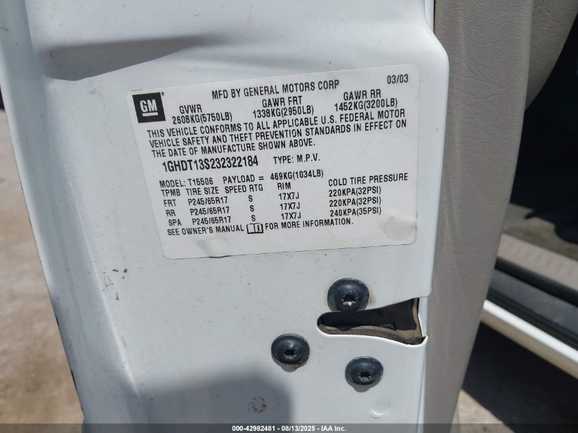 MFD BY GENERAL MOTORS CORP 03/03
GM
GVWR GAWR FRT GAWR RR
2608KG(5750LB) 1338KG(2950LB) 1452KG(3200LB)
THIS VEHICLE CONFORMS TO ALL APPLICABLE U.S. FEDERAL MOTOR
VEHICLE SAFETY AND THEFT PREVENTION STANDARDS IN EFFECT ON
THE DATE OF MANUFACTURE SHOWN ABOVE.
1GHDT13S232322184 TYPE: M.P.V.
MODEL: T15506 PAYLOAD = 469KG(1034LB)
TPMB TIRE SIZE SPEED RTG RIM COLD TIRE PRESSURE
FRT P245/65R17 S 17X7J 220KPA(32PSI)
RR P245/65R17 S 17X7J 220KPA(32PSI)
SPA P245/65R17 S 17X7J 240KPA(35PSI)
SEE OWNER'S MANUAL FOR MORE INFORMATION
000-42982481 - 08/13/2025 - IAA Inc.